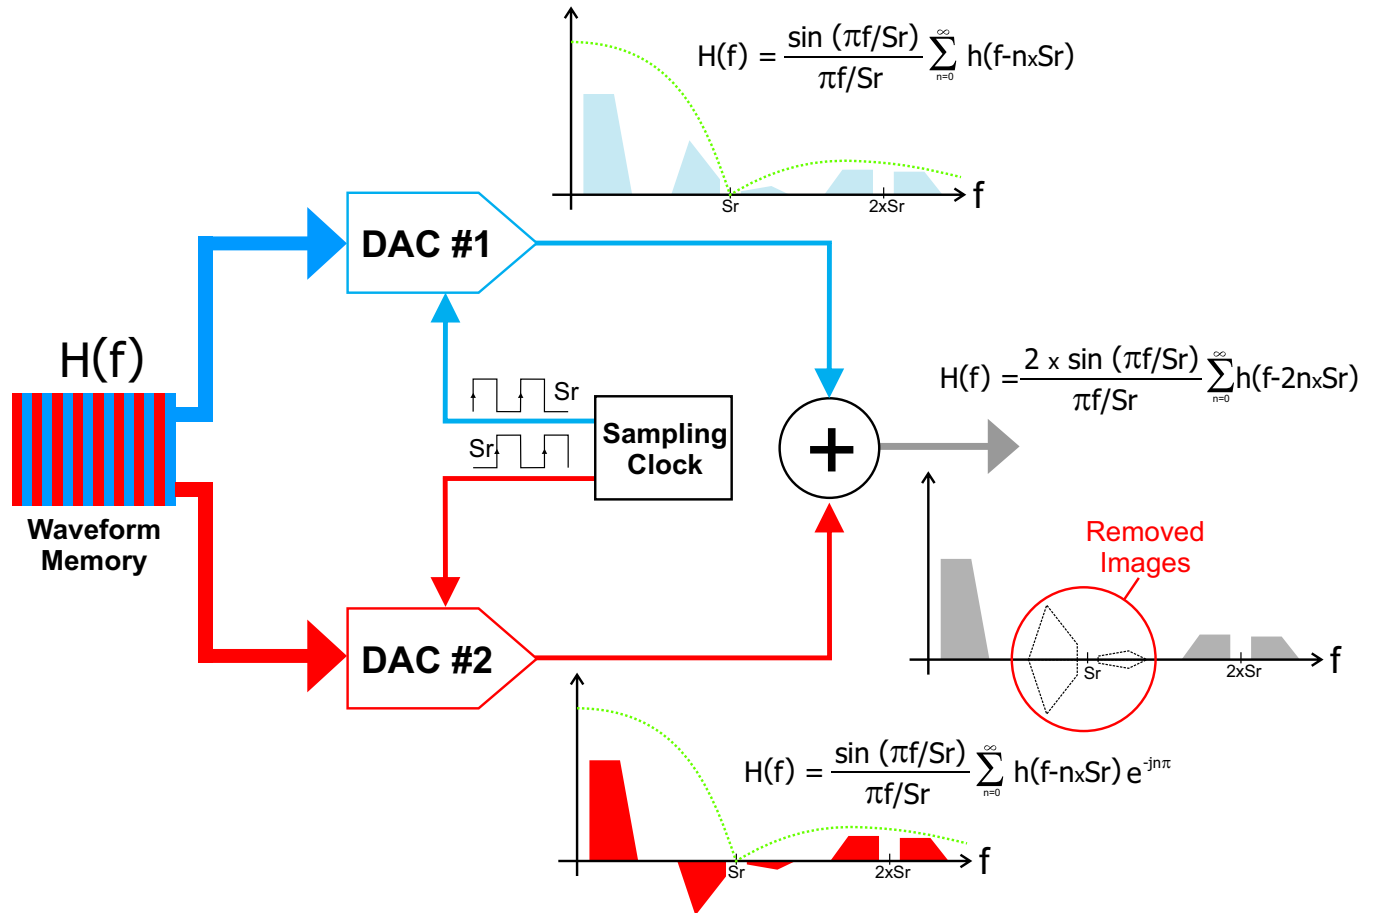 H(f) = sin (πf/Sr) / πf/Sr ∞ ∑ n=0 h(f-nxSr)
f
Sr
2xSr
DAC #1
H(f)
Sr
Sr
Sampling
Clock
+
H(f) = 2 x sin (πf/Sr) / πf/Sr ∞ ∑ n=0 h(f-2nxSr)
Waveform
Memory
Removed
Images
Sr
2xSr
f
DAC #2
H(f) = sin (πf/Sr) / πf/Sr ∞ ∑ n=0 h(f-nxSr) e^-jnπ
f
Sr
2xSr